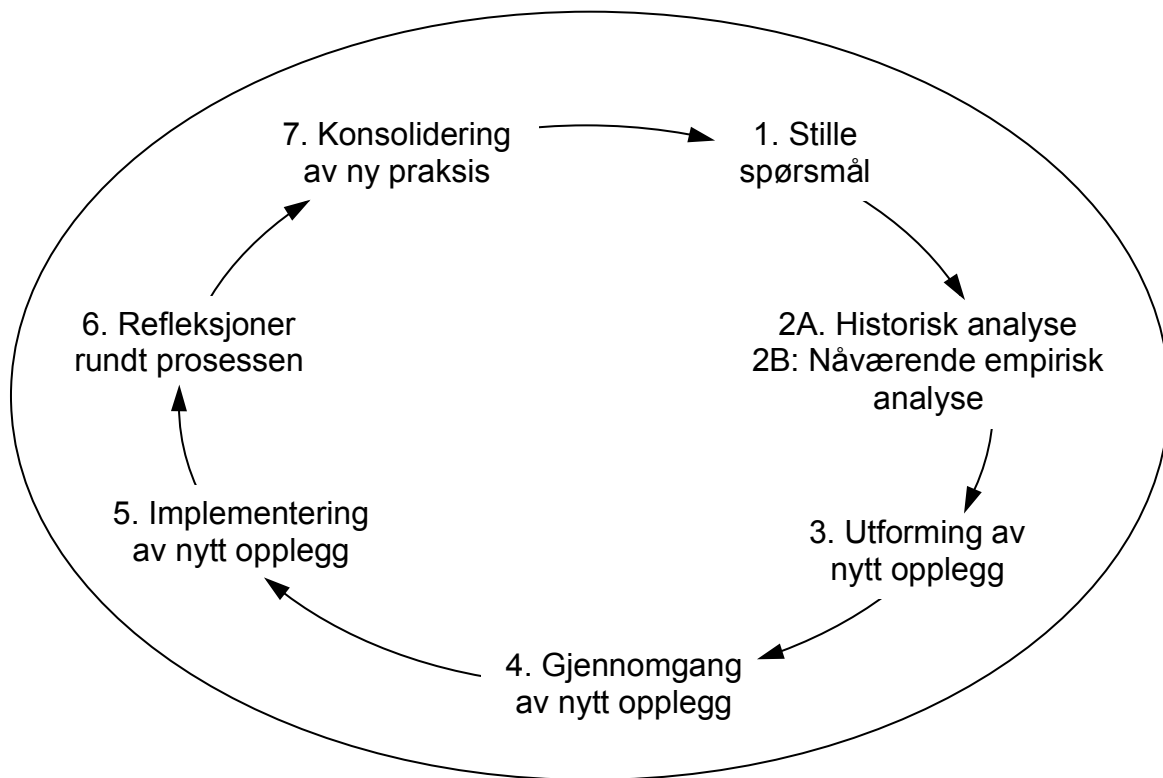 7. Konsolidering
av ny praksis
1. Stille
spørsmål
2A. Historisk analyse
2B: Nåværende empirisk
analyse
3. Utforming av
nytt opplegg
4. Gjennomgang
av nytt opplegg
5. Implementering
av nytt opplegg
6. Refleksjoner
rundt prosessen